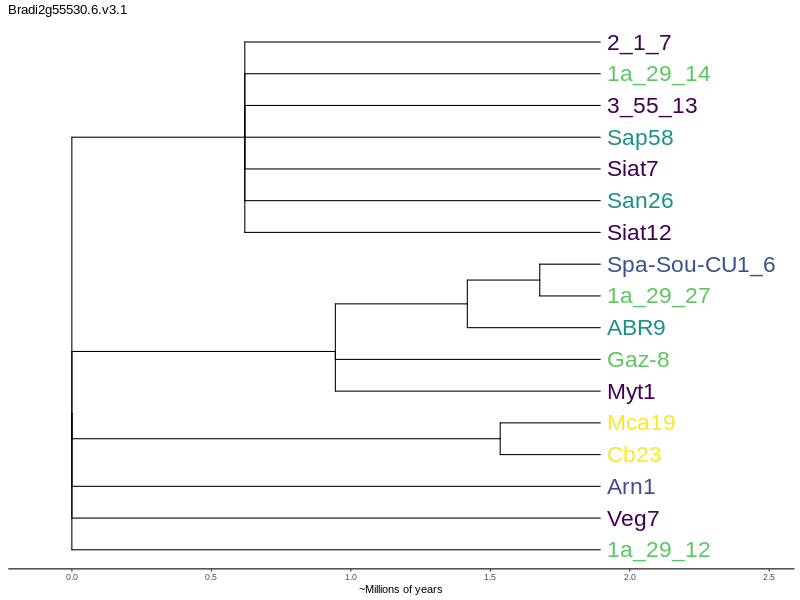 Bradi2g55530.6.v3.1
2_1_7
1a_29_14
3_55_13
Sap58
Siat7
San26
Siat12
Spa-Sou-CU1_6
1a_29_27
ABR9
Gaz-8
Myt1
Mca19
Cb23
Arn1
Veg7
1a_29_12
0.0 0.5 1.0 1.5 2.0 2.5
~Millions of years